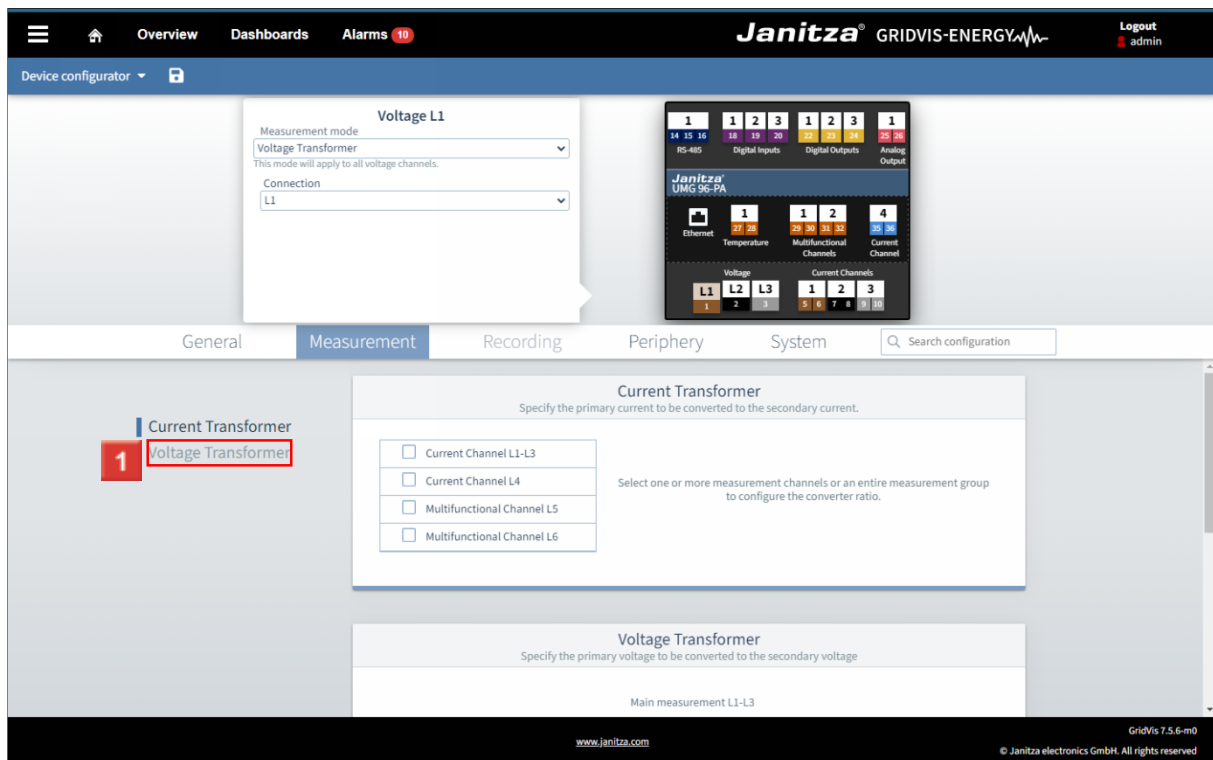 Overview Dashboards Alarms 10 Janitza® GRIDVIS-ENERGY Logout
admin
Device configurator
Voltage L1
Measurement mode
Voltage Transformer
This mode will apply to all voltage channels.
Connection
L1
1 1 2 3 1 2 3 1
14 15 16 18 19 20 22 23 24 25 26
RS-485 Digital Inputs Digital Outputs Analog Output
Janitza®
UMG 96-PA
1 1 2 4
Ethernet 27 28 29 30 31 32 35 36
Temperature Multifunctional Channels Current Channel
Voltage Current Channels
L1 L2 L3 1 2 3
1 2 3 5 6 7 8 9 10
General Measurement Recording Periphery System Search configuration
Current Transformer
Voltage Transformer
1
Current Transformer
Specify the primary current to be converted to the secondary current.
Current Channel L1-L3
Current Channel L4
Multifunctional Channel L5
Multifunctional Channel L6
Select one or more measurement channels or an entire measurement group
to configure the converter ratio.
Voltage Transformer
Specify the primary voltage to be converted to the secondary voltage
Main measurement L1-L3
www.janitza.com
GridVis 7.5.6-m0
© Janitza electronics GmbH. All rights reserved